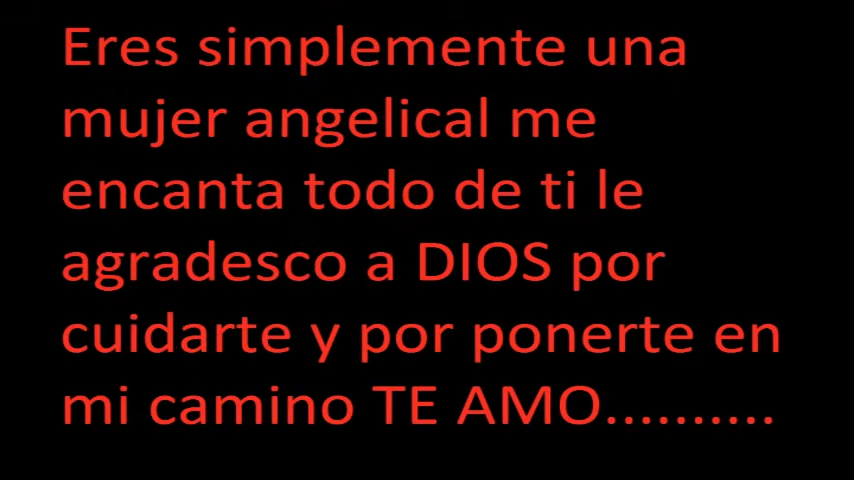 Eres simplemente una
mujer angelical me
encanta todo de ti le
agradesco a DIOS por
cuidarte y por ponerte en
mi camino TE AMO..........